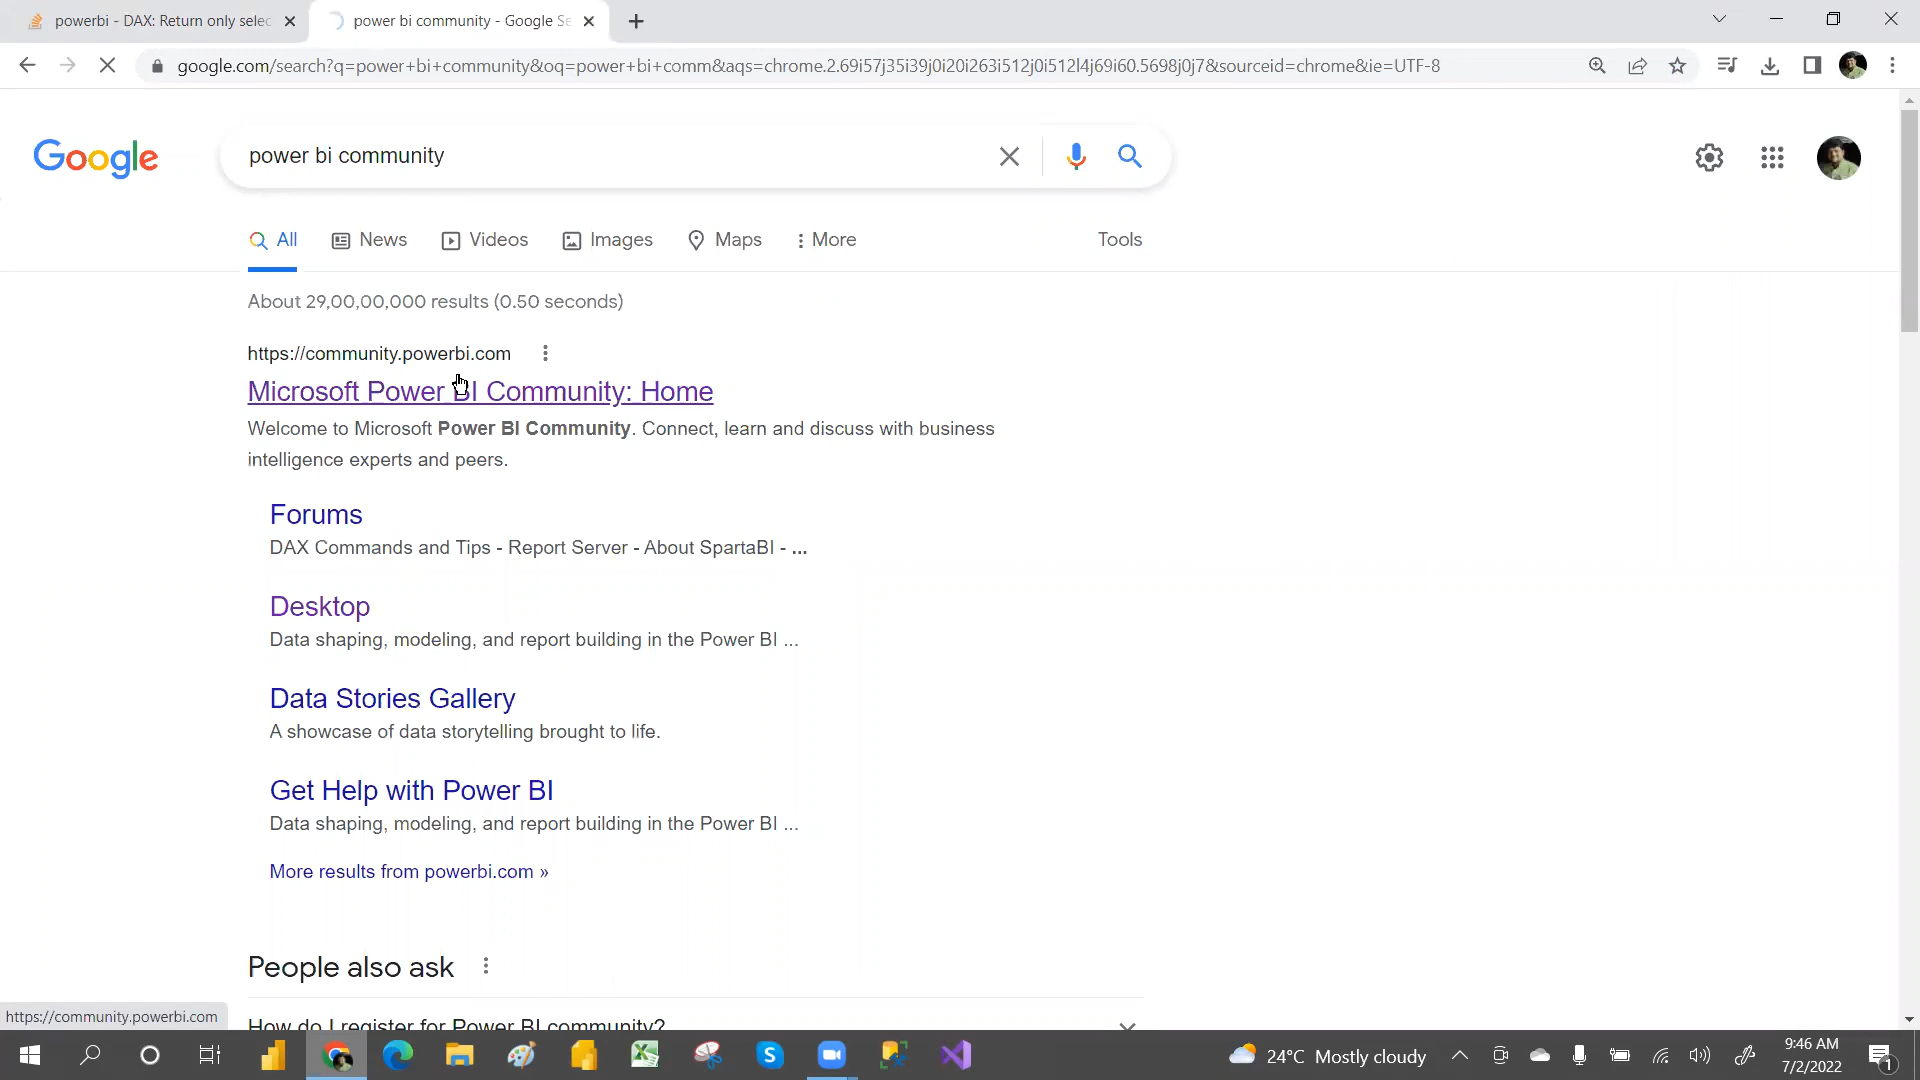 powerbi - DAX: Return only selec
power bi community - Google Se
google.com/search?q=power+bi+community&oq=power+bi+comm&aqs=chrome.2.69i57j35i39j0i20i263i512j0i512l4j69i60.5698j0j7&sourceid=chrome&ie=UTF-8
Google
power bi community
All
News
Videos
Images
Maps
More
Tools
About 29,00,00,000 results (0.50 seconds)
https://community.powerbi.com
Microsoft Power BI Community: Home
Welcome to Microsoft Power BI Community. Connect, learn and discuss with business
intelligence experts and peers.
Forums
DAX Commands and Tips - Report Server - About SpartaBI - ...
Desktop
Data shaping, modeling, and report building in the Power BI ...
Data Stories Gallery
A showcase of data storytelling brought to life.
Get Help with Power BI
Data shaping, modeling, and report building in the Power BI ...
More results from powerbi.com »
People also ask
How do I register for Power BI community?
https://community.powerbi.com
24°C Mostly cloudy
9:46 AM
7/2/2022
1